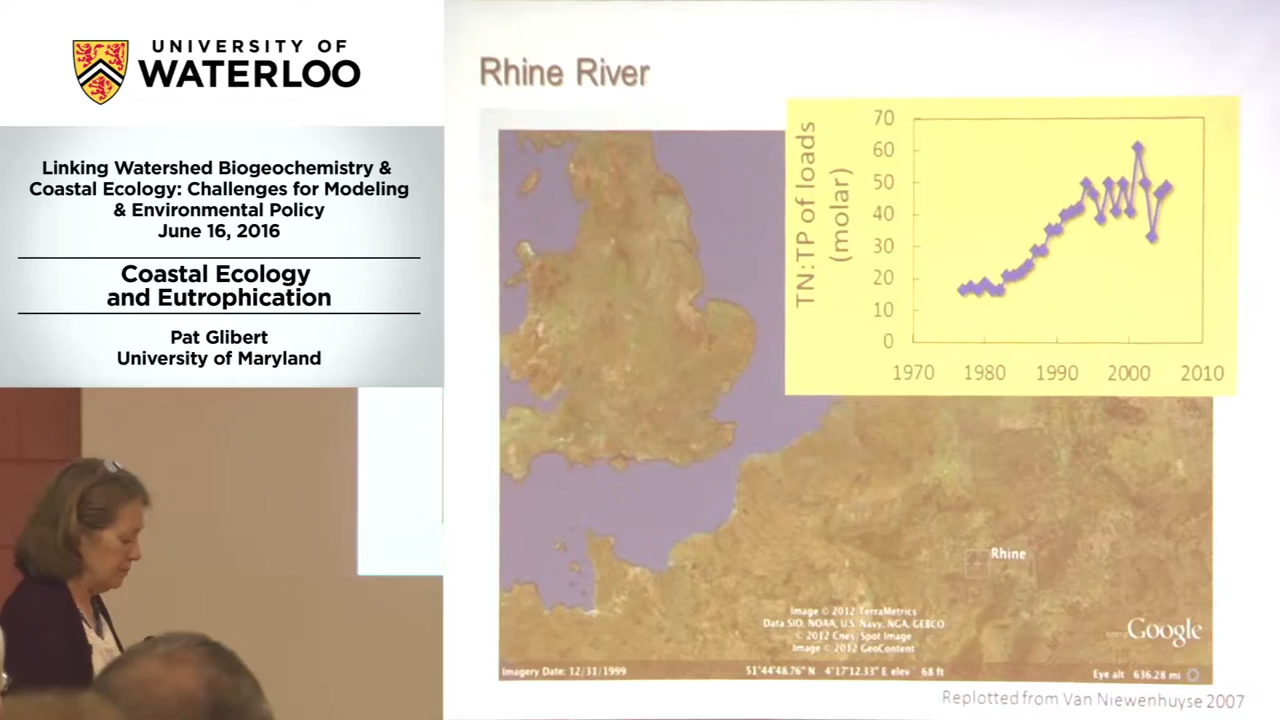 UNIVERSITY OF
WATERLOO
Linking Watershed Biogeochemistry &
Coastal Ecology: Challenges for Modeling
& Environmental Policy
June 16, 2016
Coastal Ecology
and Eutrophication
Pat Glibert
University of Maryland
Rhine River
TN:TP of loads
(molar)
70
60
50
40
30
20
10
0
1970 1980 1990 2000 2010
Rhine
Image © 2012 TerraMetrics
Data SIO, NOAA, U.S. Navy, NGA, GEBCO
© 2012 Cnes/Spot Image
Image © 2012 GeoContent
Google
Imagery Date: 12/31/1999 51°44'48.76" N 4°17'12.33" E elev 68 ft Eye alt 636.28 mi
Replotted from Van Niewenhuyse 2007